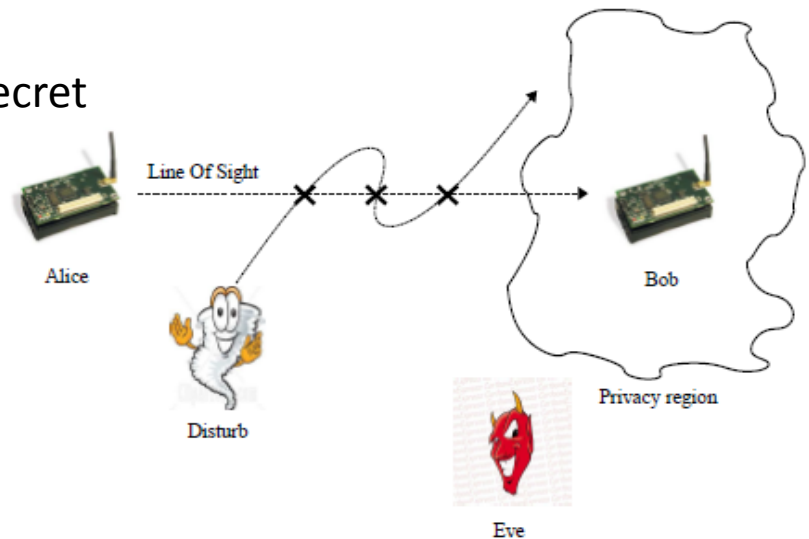 ecret
Line Of Sight
Alice
Bob
Disturb
Privacy region
Eve